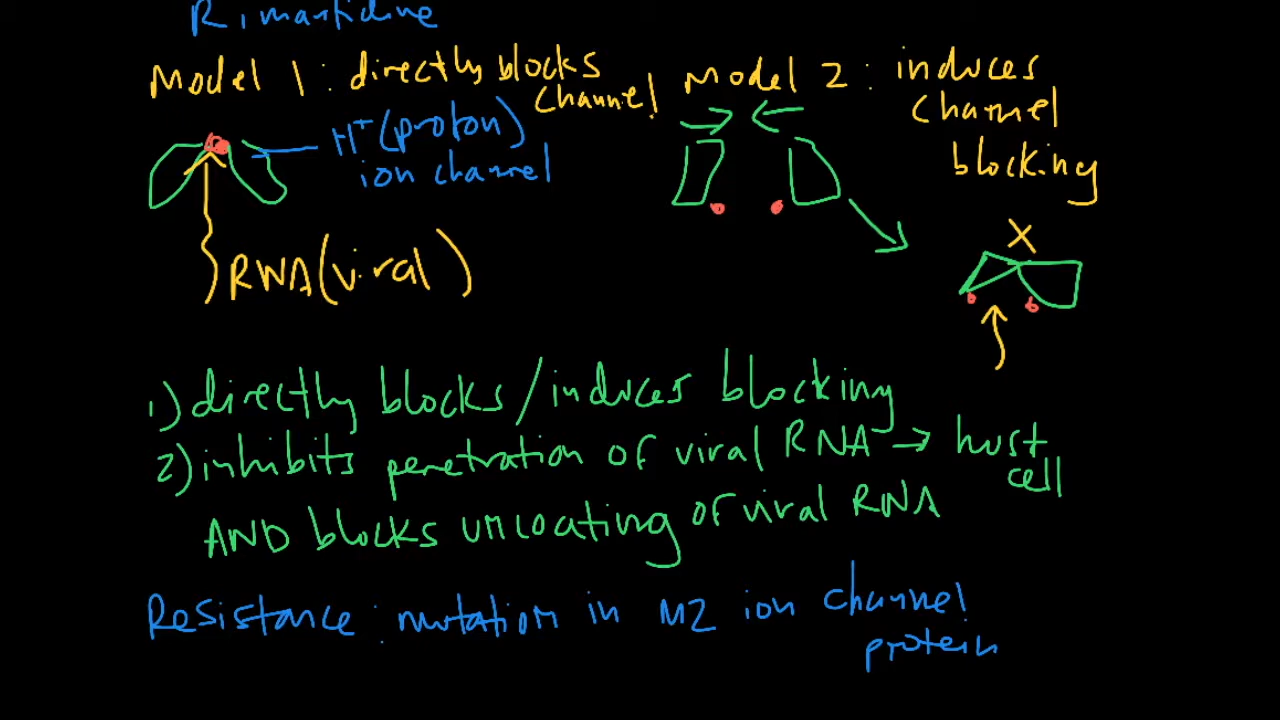 Rimantidine
Model 1: directly blocks
channel
H+ (proton)
ion channel
RNA (viral)
Model 2: induces
channel
blocking
X
1) directly blocks/induces blocking
2) inhibits penetration of viral RNA → host
cell
AND blocks uncoating of viral RNA
Resistance: mutation in M2 ion channel
protein